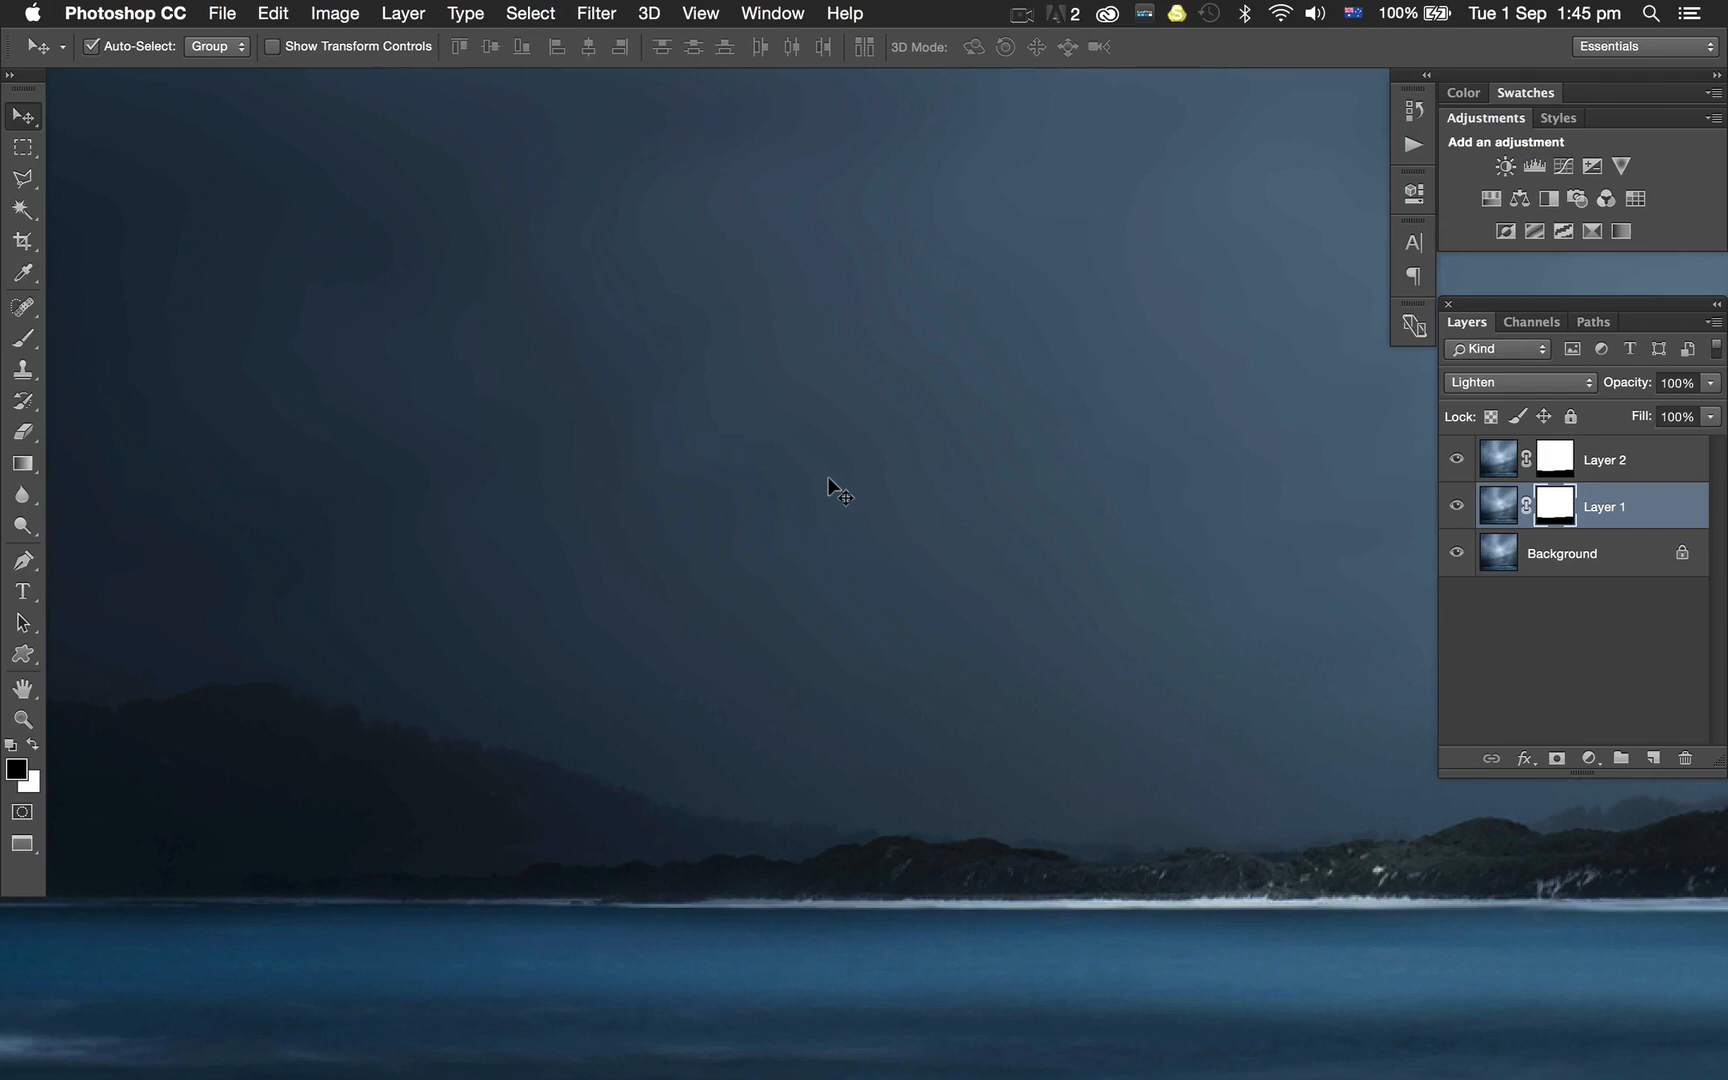 Photoshop CC File Edit Image Layer Type Select Filter 3D View Window Help 2 100% Tue 1 Sep 1:45 pm
Auto-Select: Group Show Transform Controls 3D Mode: Essentials
Color Swatches
Adjustments Styles
Add an adjustment
Layers Channels Paths
Kind
Lighten Opacity: 100%
Lock: Fill: 100%
Layer 2
Layer 1
Background